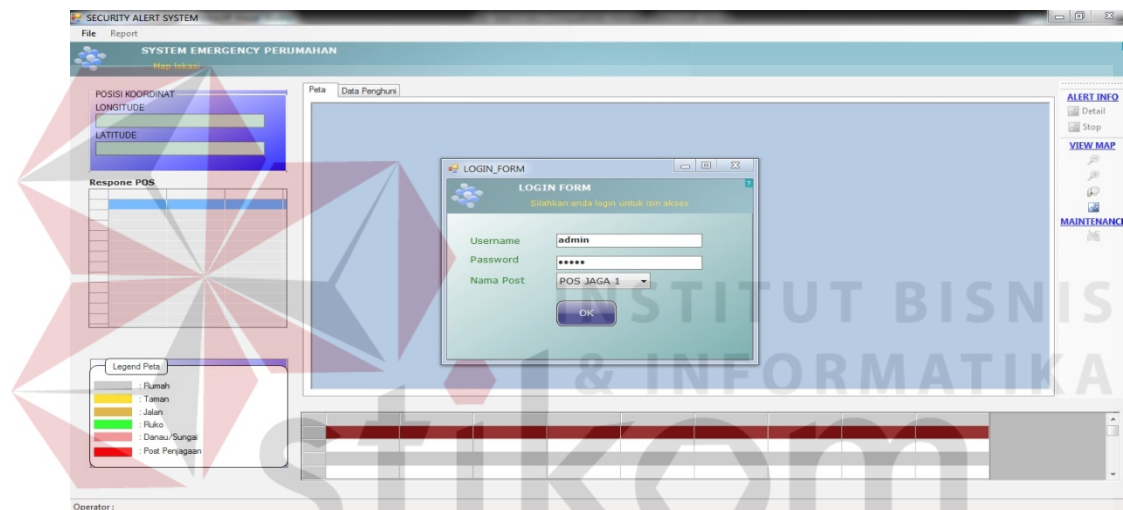 SECURITY ALERT SYSTEM
File Report
SYSTEM EMERGENCY PERUMAHAN
Map lokasi
POSISI KOORDINAT
LONGITUDE
LATITUDE
Respone POS
Legend Peta
: Rumah
: Taman
: Jalan
: Ruko
: Danau/Sungai
: Post Penjagaan
Peta Data Penghuni
LOGIN_FORM
LOGIN FORM
Silahkan anda login untuk izin akses
Username admin
Password •••••
Nama Post POS JAGA 1
OK
ALERT INFO
Detail
Stop
VIEW MAP
MAINTENANCE
INSTITUT BISNIS
& INFORMATIKA
stikom
Operator :